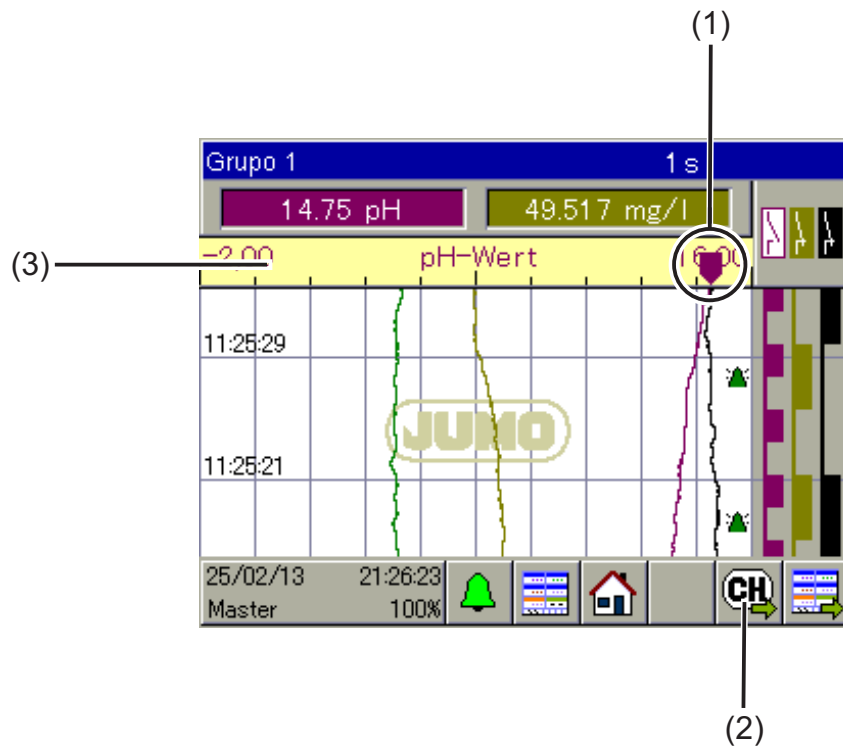 (1)
Grupo 1 1 s
14.75 pH 49.517 mg/l
(3)
-2,00 pH-Wert
11:25:29
JUMO
11:25:21
25/02/13 21:26:23
Master 100%
CH
(2)